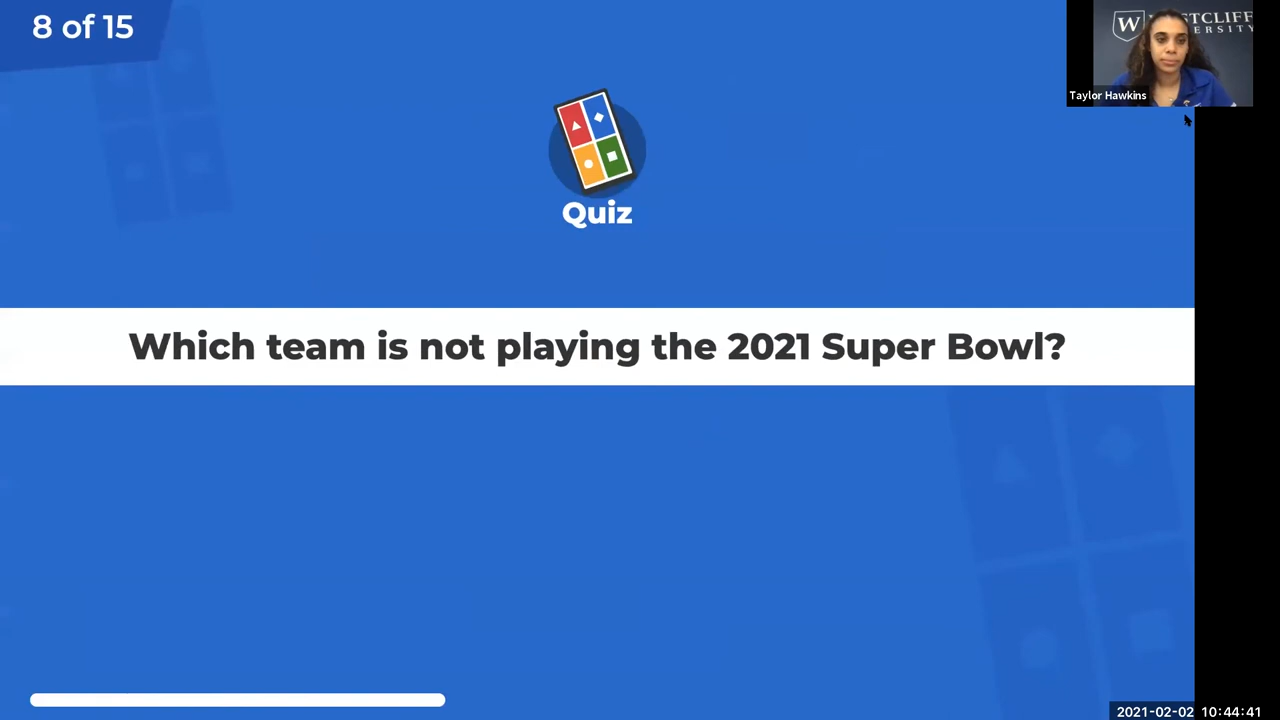 8 of 15
W
Taylor Hawkins
Quiz
Which team is not playing the 2021 Super Bowl?
2021-02-02 10:44:41